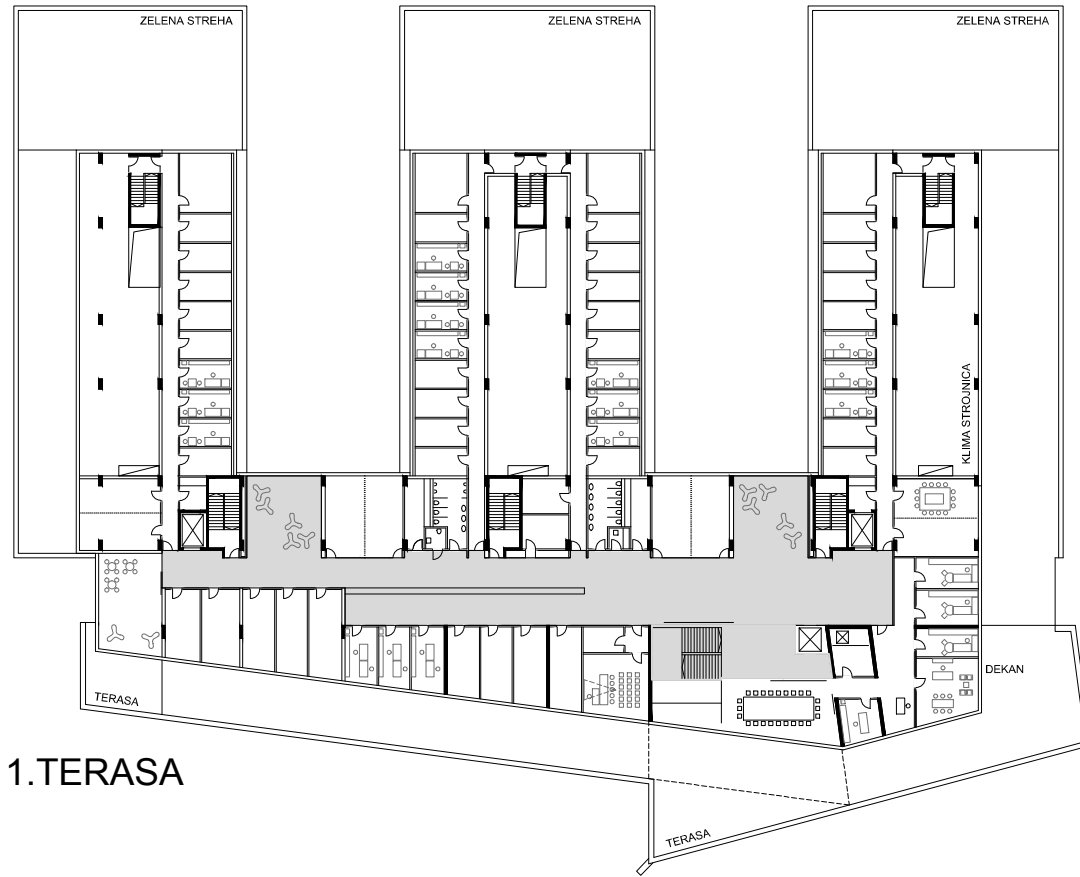 ZELENA STREHA
ZELENA STREHA
ZELENA STREHA
KLIMA STROJNICA
DEKAN
TERASA
1.TERASA
TERASA